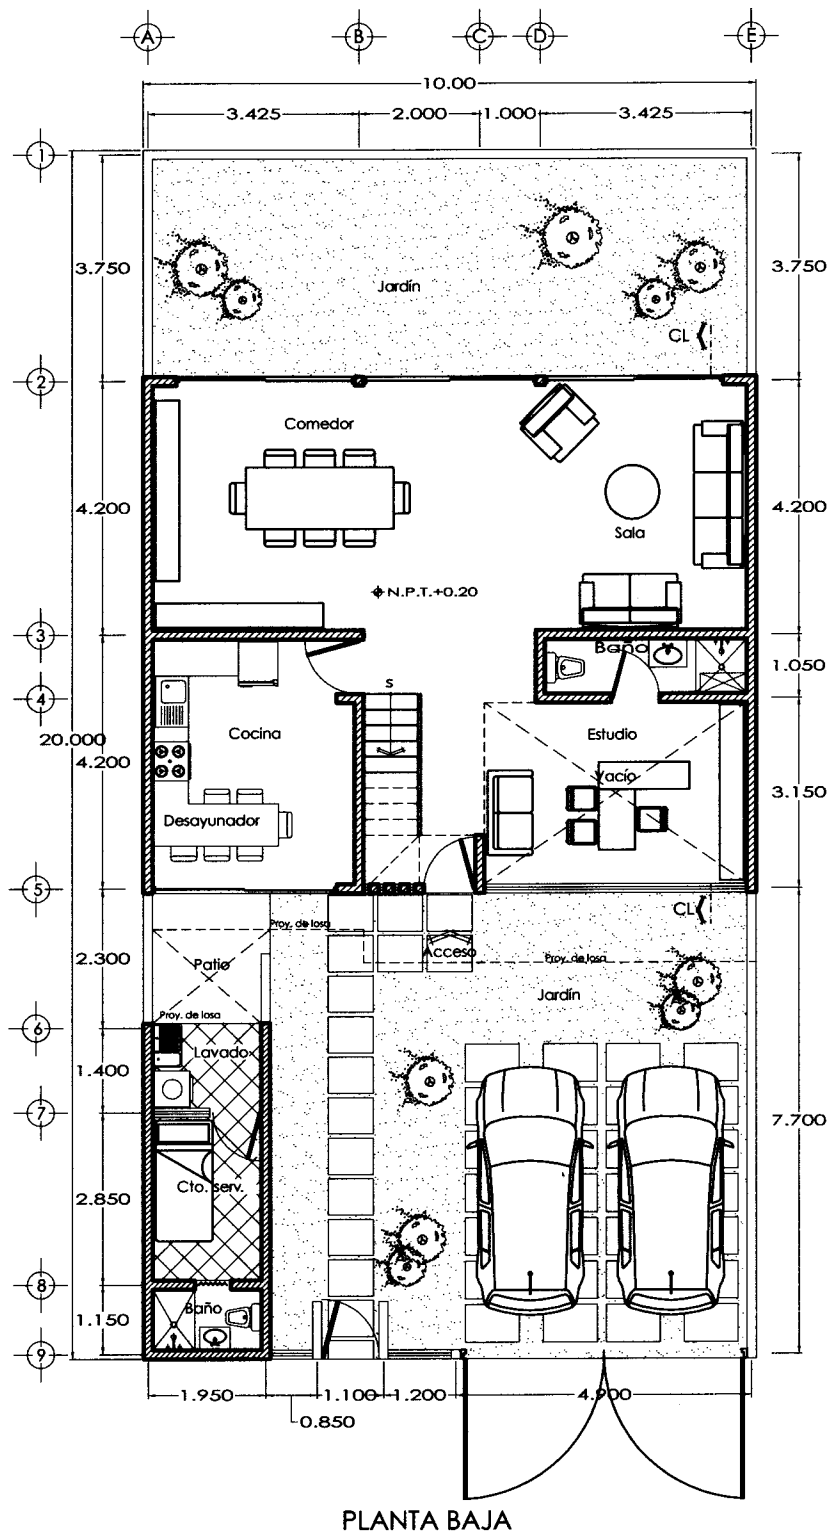 A B C D E
10.00
3.425 2.000 1.000 3.425
1
3.750 3.750
Jardín
CL
2
Comedor
4.200 4.200
Sala
N.P.T.+0.20
3
Baño
1.050
4
S
20.000
Cocina
Estudio
4.200
Vacío
3.150
Desayunador
5
CL
Proy. de losa
Acceso
2.300
Patio
Proy. de losa
Jardín
Proy. de losa
6
Lavado
1.400
7
7.700
Cto. serv.
2.850
8
Baño
1.150
9
1.950 1.100 1.200 4.900
0.850
PLANTA BAJA